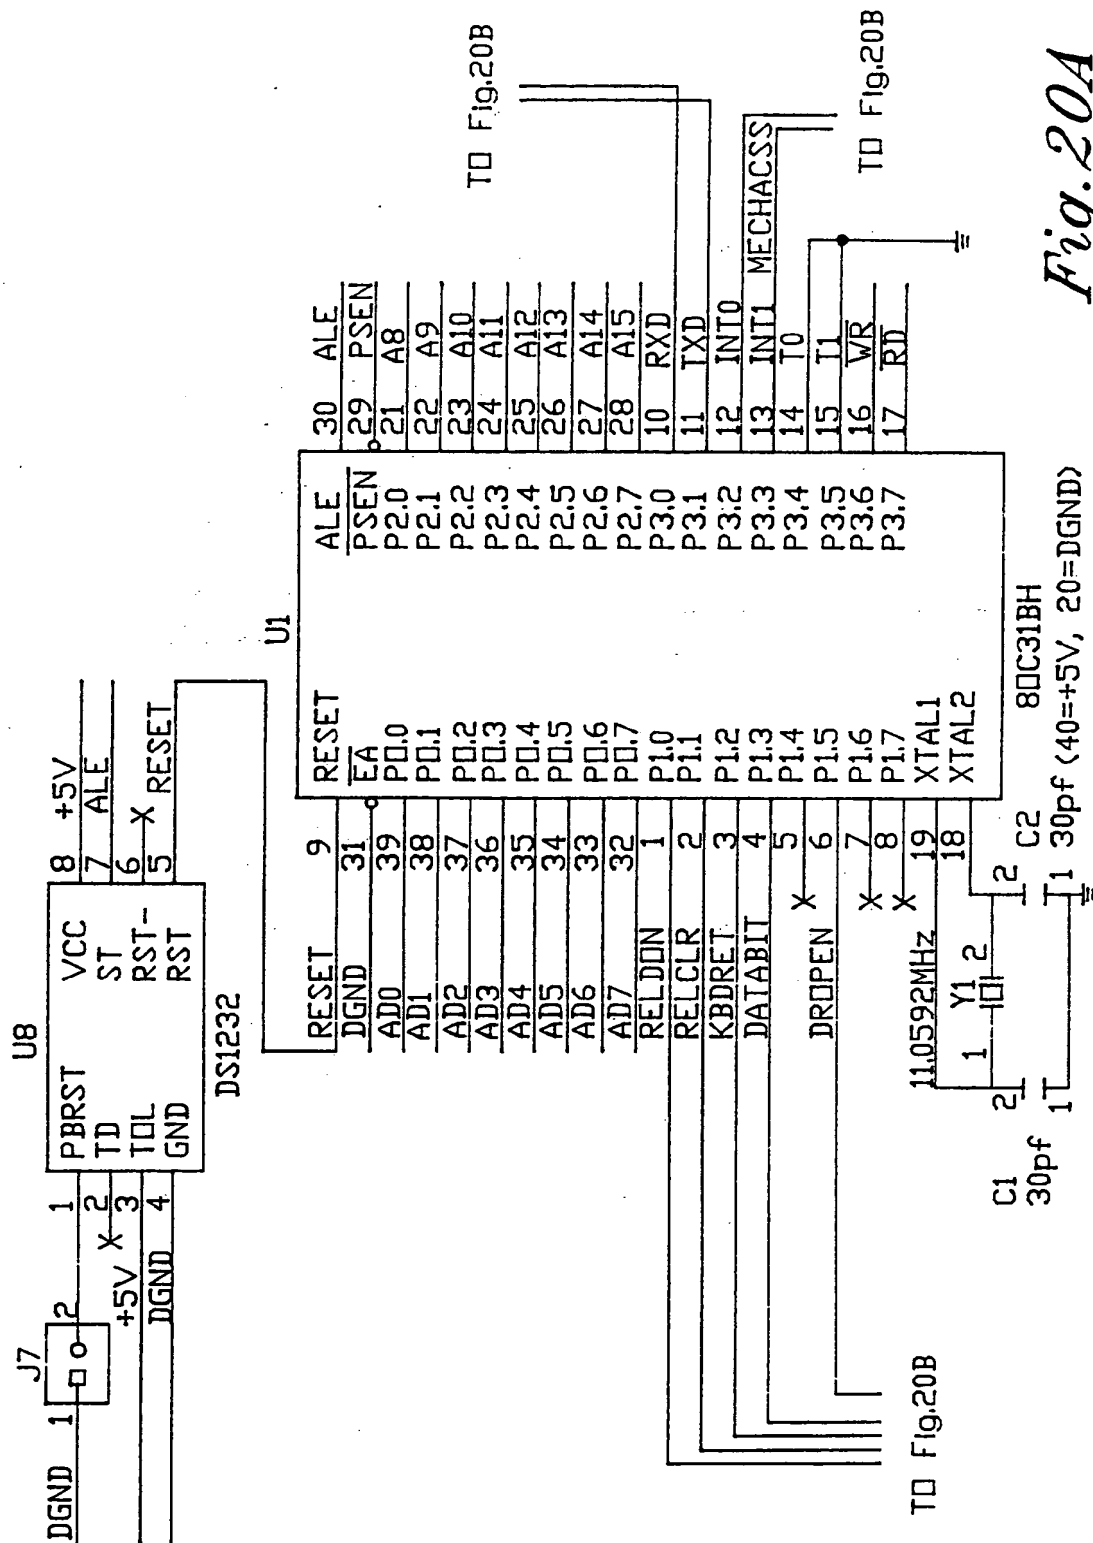 DGND 1 J7 2
U8
1 PBRST VCC 8 +5V
X 2 TD ST 7 ALE
+5V 3 TOL RST- 6 X
DGND 4 GND RST 5 RESET
DS1232
TO Fig.20B
U1
RESET 9 RESET ALE 30 ALE
DGND 31 EA PSEN 29 PSEN
AD0 39 P0.0 P2.0 21 A8
AD1 38 P0.1 P2.1 22 A9
AD2 37 P0.2 P2.2 23 A10
AD3 36 P0.3 P2.3 24 A11
AD4 35 P0.4 P2.4 25 A12
AD5 34 P0.5 P2.5 26 A13
AD6 33 P0.6 P2.6 27 A14
AD7 32 P0.7 P2.7 28 A15
RELDON 1 P1.0 P3.0 10 RXD
RELCLR 2 P1.1 P3.1 11 TXD
KBDRET 3 P1.2 P3.2 12 INT0
DATABIT 4 P1.3 P3.3 13 INT1 MECHACSS
X 5 P1.4 P3.4 14 T0
DROPEN 6 P1.5 P3.5 15 T1
X 7 P1.6 P3.6 16 WR
X 8 P1.7 P3.7 17 RD
11.0592MHz 19 XTAL1
18 XTAL2
TO Fig.20B
TO Fig.20B
1 Y1 2
C1 30pf 2 1
2 1 C2 30pf
80C31BH
(40=+5V, 20=DGND)
Fig. 20A